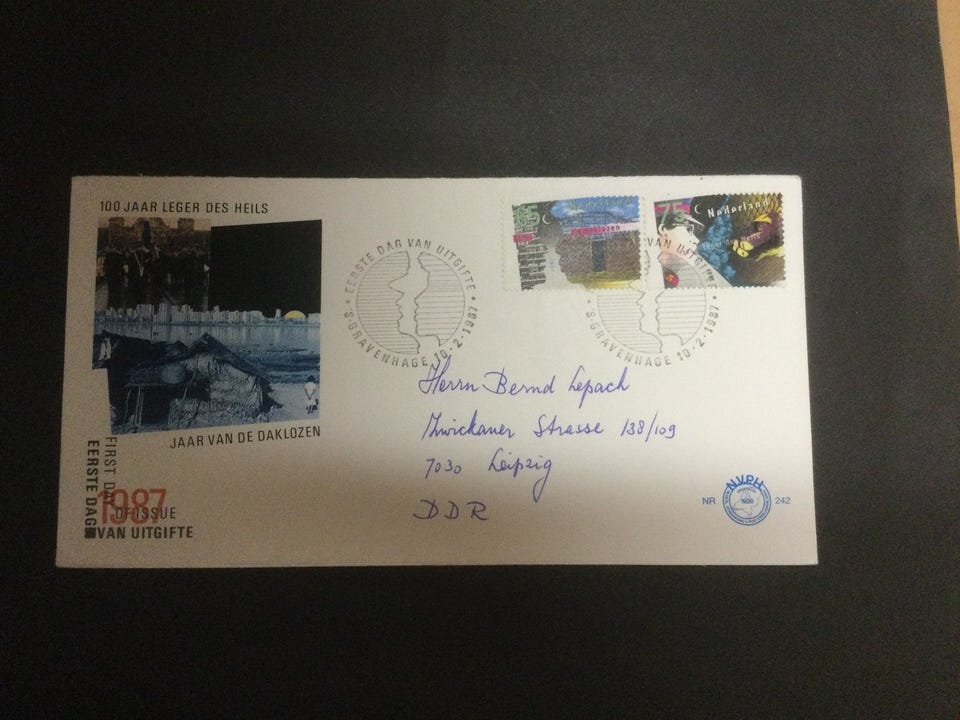 100 JAAR LEGER DES HEILS
JAAR VAN DE DAKLOZEN
FIRST DAY
OF ISSUE
1987
EERSTE DAG
VAN UITGIFTE
• EERSTE DAG VAN UITGIFTE •
'S-GRAVENHAGE 10-2-1987
daklozen
75
Nederland
VAN UITGIFTE •
'S-GRAVENHAGE 10-2-1987
Herrn Bernd Lepach
Zwickauer Strasse 138/109
7030 Leipzig
DDR
NR
NVPH
1908
242